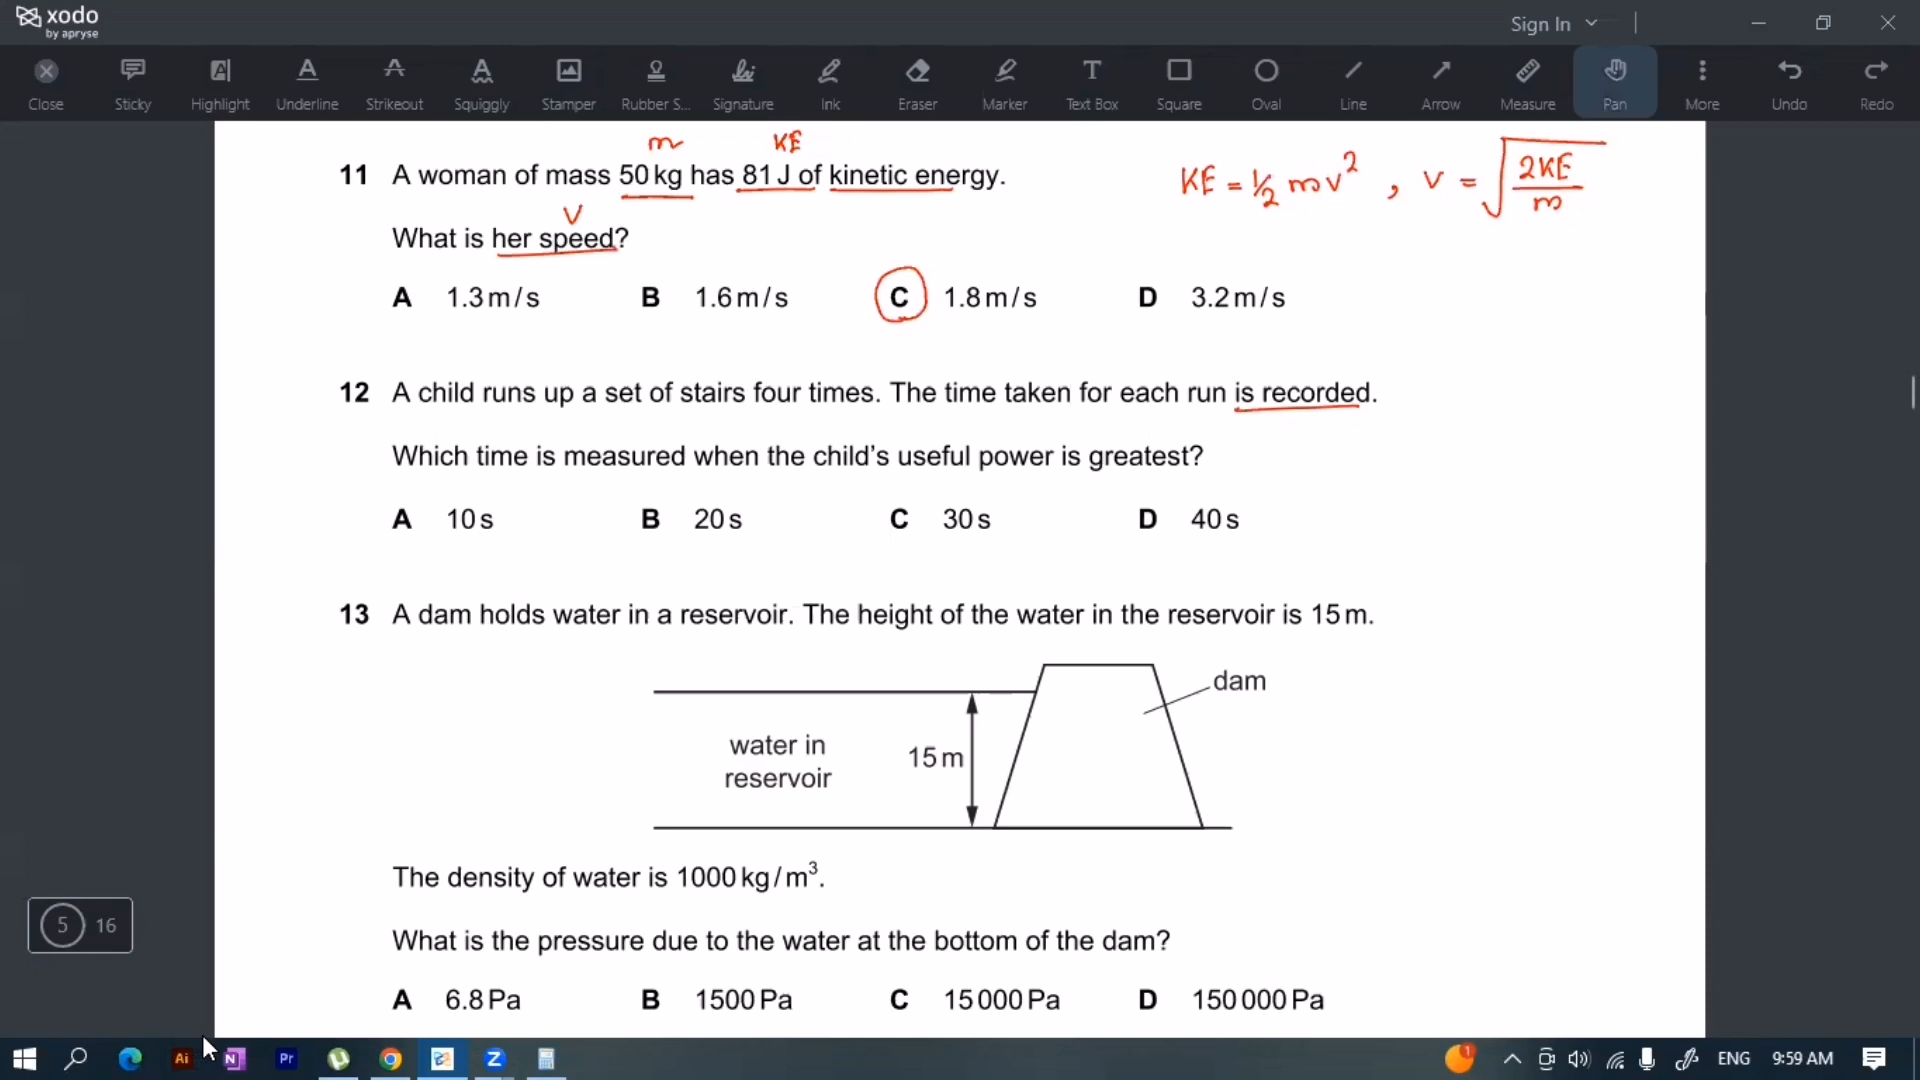 xodo
by apryse
Sign In
Close Sticky Highlight Underline Strikeout Squiggly Stamper Rubber S... Signature Ink Eraser Marker Text Box Square Oval Line Arrow Measure Pan More Undo Redo
m KE
11 A woman of mass 50 kg has 81 J of kinetic energy.
KE = 1/2 mv², v = √(2KE/m)
v
What is her speed?
A 1.3 m/s B 1.6 m/s C 1.8 m/s D 3.2 m/s
12 A child runs up a set of stairs four times. The time taken for each run is recorded.
Which time is measured when the child’s useful power is greatest?
A 10 s B 20 s C 30 s D 40 s
13 A dam holds water in a reservoir. The height of the water in the reservoir is 15 m.
dam
water in
reservoir
15 m
The density of water is 1000 kg/m³.
What is the pressure due to the water at the bottom of the dam?
A 6.8 Pa B 1500 Pa C 15 000 Pa D 150 000 Pa
5 16
Ai N Pr Z 1 ENG 9:59 AM